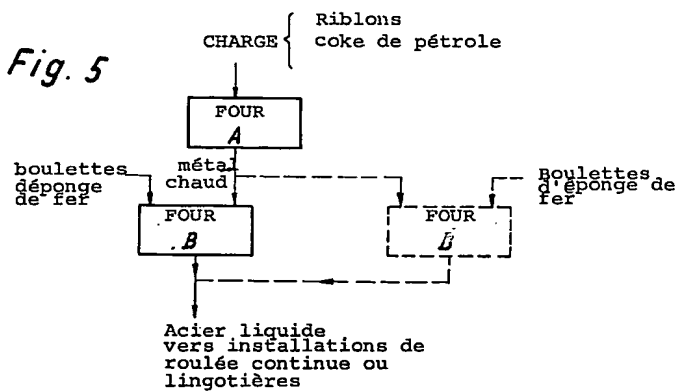 Fig. 5
CHARGE
Riblons
coke de pétrole
FOUR
A
boulettes
déponge
de fer
métal
chaud
Boulettes
d'éponge de
fer
FOUR
B
FOUR
B
Acier liquide
vers installations de
roulée continue ou
lingotières